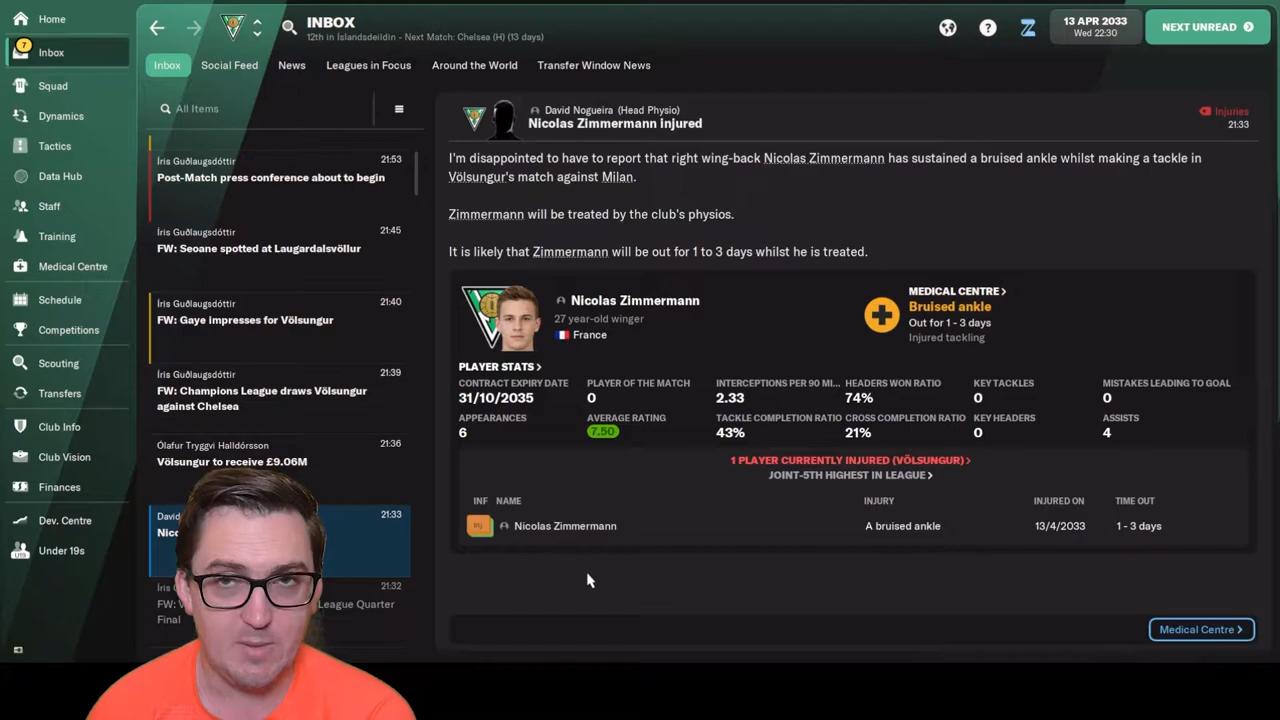 Home
7
Inbox
Squad
Dynamics
Tactics
Data Hub
Staff
Training
Medical Centre
Schedule
Competitions
Scouting
Transfers
Club Info
Club Vision
Finances
Dev. Centre
Under 19s
INBOX
12th in Íslandsdeildin - Next Match: Chelsea (H) (13 days)
13 APR 2033
Wed 22:30
NEXT UNREAD
Inbox Social Feed News Leagues in Focus Around the World Transfer Window News
All Items
Íris Guðlaugsdóttir 21:53
Post-Match press conference about to begin
Íris Guðlaugsdóttir 21:45
FW: Seoane spotted at Laugardalsvöllur
Íris Guðlaugsdóttir 21:40
FW: Gaye impresses for Völsungur
Íris Guðlaugsdóttir 21:39
FW: Champions League draws Völsungur
against Chelsea
Ólafur Tryggvi Halldórsson 21:36
Völsungur to receive £9.06M
David 21:33
21:32
FW: League Quarter
Final
David Nogueira (Head Physio)
Nicolas Zimmermann injured
Injuries
21:33
I'm disappointed to have to report that right wing-back Nicolas Zimmermann has sustained a bruised ankle whilst making a tackle in
Völsungur's match against Milan.
Zimmermann will be treated by the club's physios.
It is likely that Zimmermann will be out for 1 to 3 days whilst he is treated.
Nicolas Zimmermann
27 year-old winger
France
MEDICAL CENTRE >
Bruised ankle
Out for 1 - 3 days
Injured tackling
PLAYER STATS >
CONTRACT EXPIRY DATE PLAYER OF THE MATCH INTERCEPTIONS PER 90 MI... HEADERS WON RATIO KEY TACKLES MISTAKES LEADING TO GOAL
31/10/2035 0 2.33 74% 0 0
APPEARANCES AVERAGE RATING TACKLE COMPLETION RATIO CROSS COMPLETION RATIO KEY HEADERS ASSISTS
6 7.50 43% 21% 0 4
1 PLAYER CURRENTLY INJURED (VÖLSUNGUR) >
JOINT-5TH HIGHEST IN LEAGUE >
INF NAME INJURY INJURED ON TIME OUT
Inj Nicolas Zimmermann A bruised ankle 13/4/2033 1 - 3 days
Medical Centre >